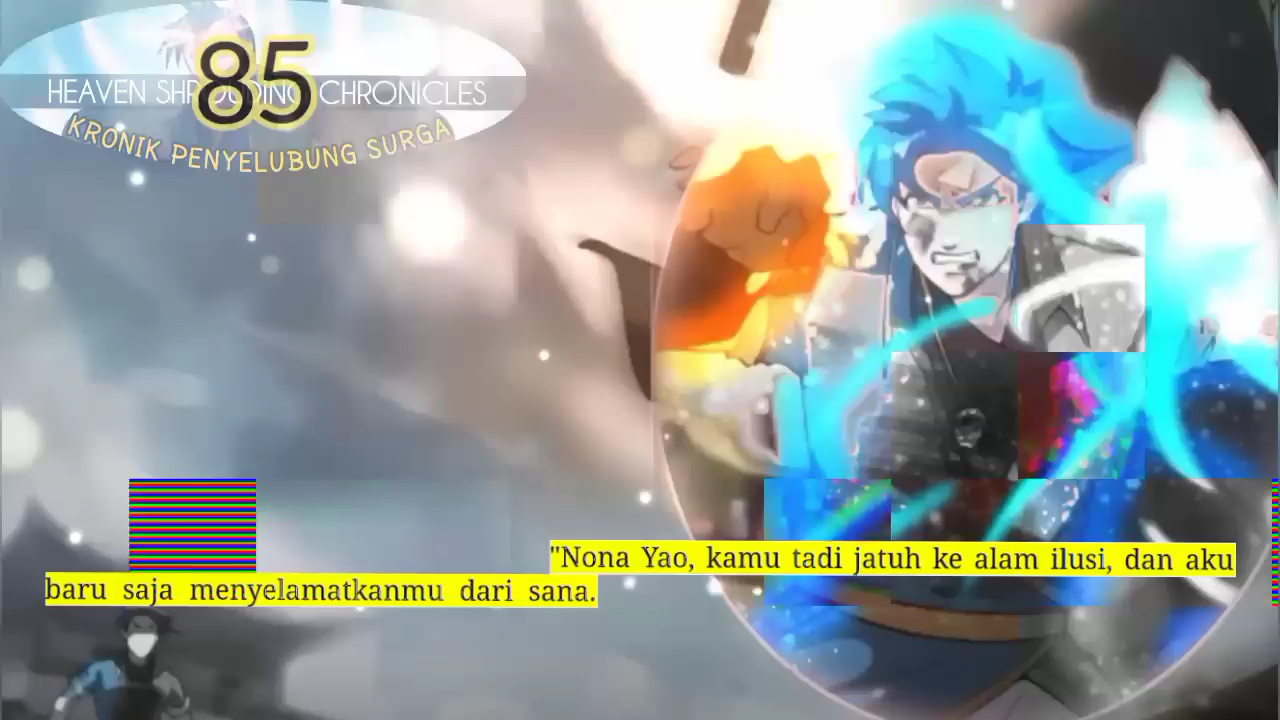 85
HEAVEN SHROUDING CHRONICLES
KRONIK PENYELUBUNG SURGA
"Nona Yao, kamu tadi jatuh ke alam ilusi, dan aku
baru saja menyelamatkanmu dari sana.